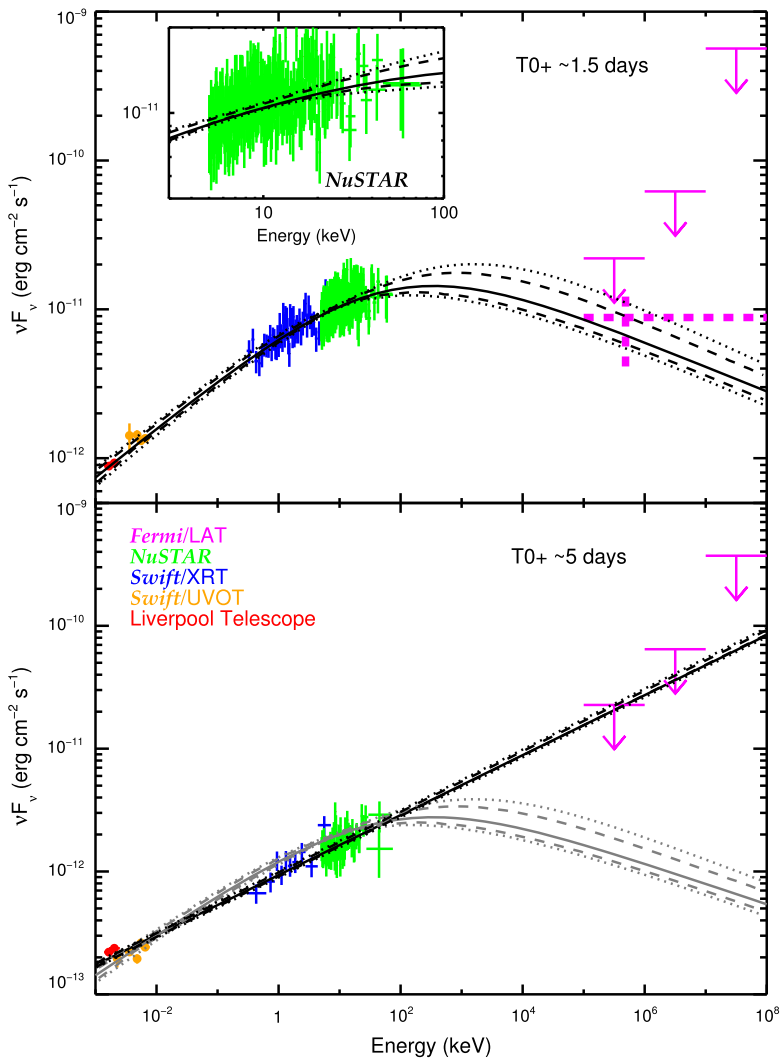 10⁻⁹
T0+ ~1.5 days
10⁻¹¹
NuSTAR
10 100
Energy (keV)
10⁻¹⁰
νFν (erg cm⁻² s⁻¹)
10⁻¹¹
10⁻¹²
10⁻⁹
Fermi/LAT
NuSTAR
Swift/XRT
Swift/UVOT
Liverpool Telescope
T0+ ~5 days
10⁻¹⁰
νFν (erg cm⁻² s⁻¹)
10⁻¹¹
10⁻¹²
10⁻¹³
10⁻² 1 10² 10⁴ 10⁶ 10⁸
Energy (keV)